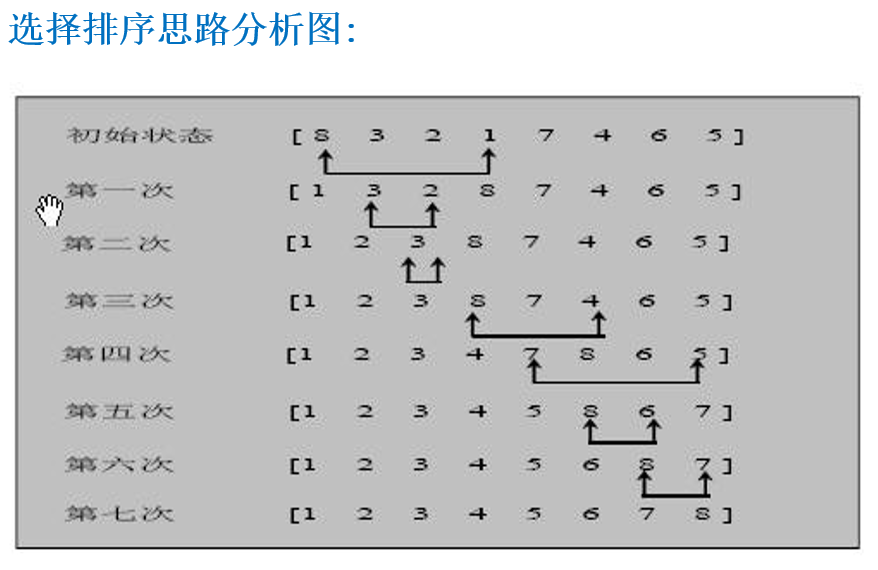 选择排序思路分析图:
初始状态 [ 8 3 2 1 7 4 6 5 ]
第一次 [ 1 3 2 8 7 4 6 5 ]
第二次 [1 2 3 8 7 4 6 5 ]
第三次 [1 2 3 8 7 4 6 5 ]
第四次 [1 2 3 4 7 8 6 5 ]
第五次 [1 2 3 4 5 8 6 7 ]
第六次 [1 2 3 4 5 6 8 7 ]
第七次 [1 2 3 4 5 6 7 8 ]